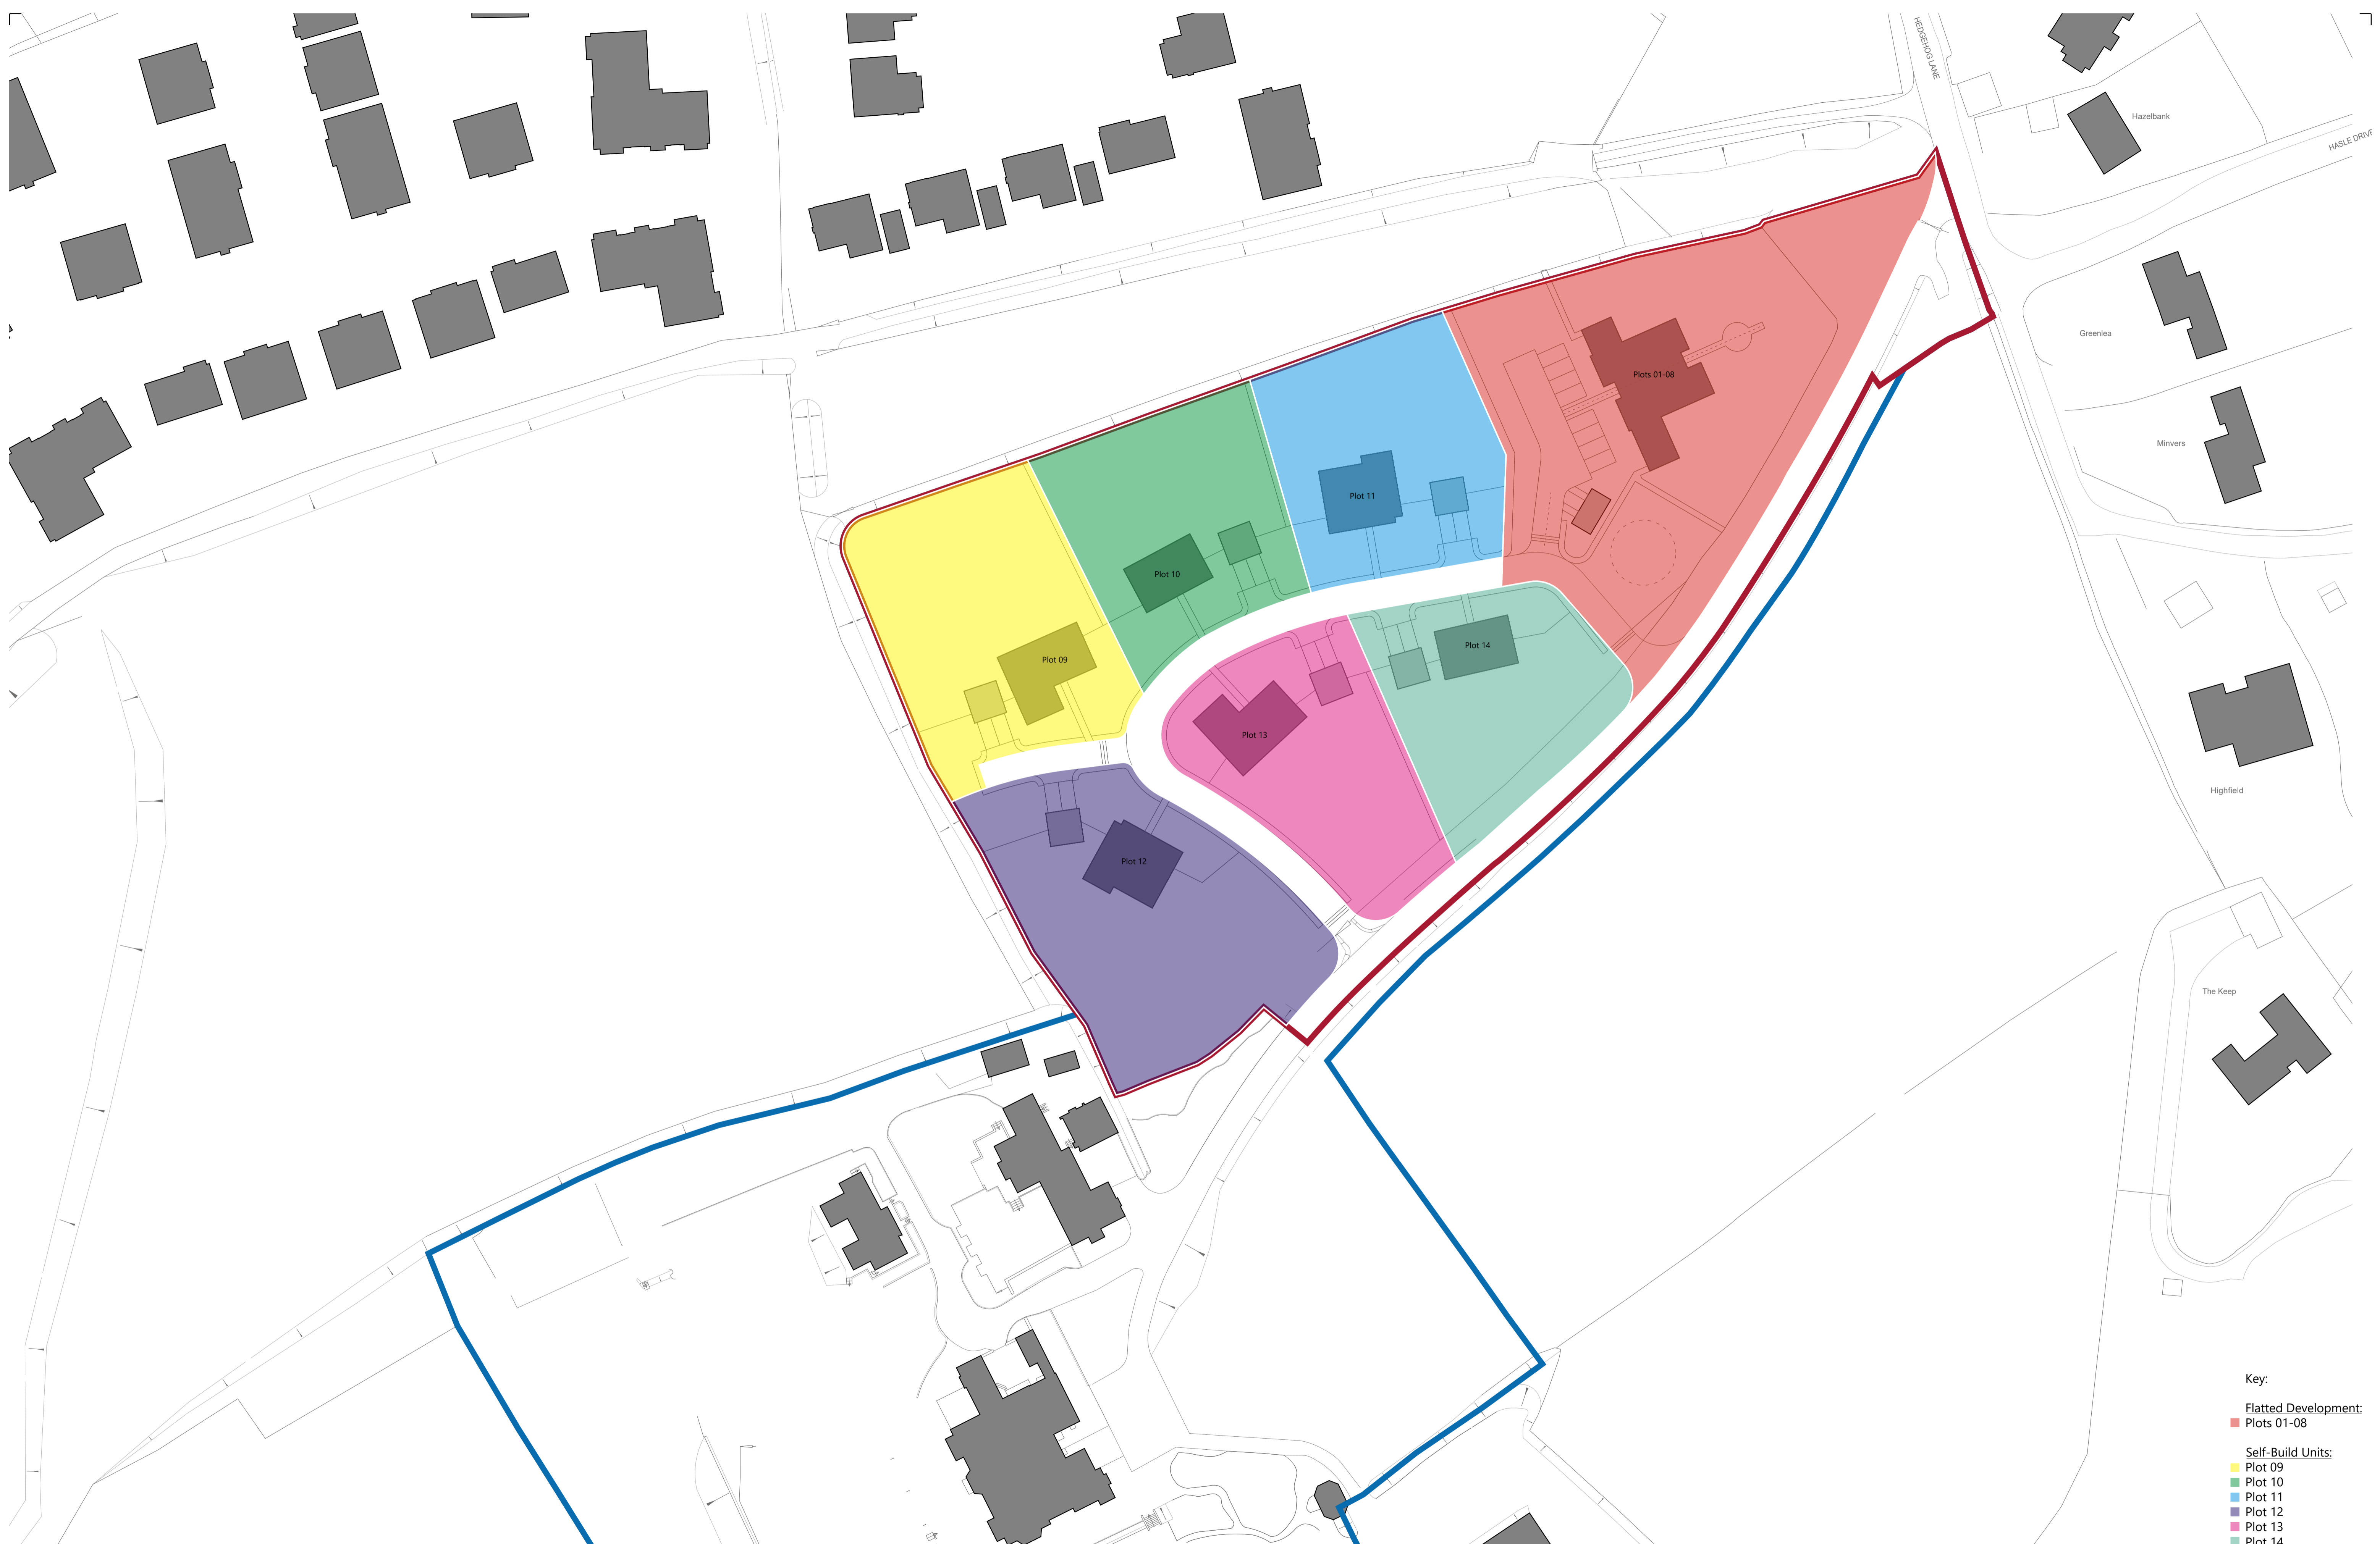 HEDGEHOG LANE
Hazelbank
HASLE DRIVE
Greenlea
Plots 01-08
Minvers
Plot 11
Plot 10
Plot 14
Plot 09
Plot 13
Highfield
Plot 12
The Keep
Key:
Flatted Development:
Plots 01-08
Self-Build Units:
Plot 09
Plot 10
Plot 11
Plot 12
Plot 13
Plot 14